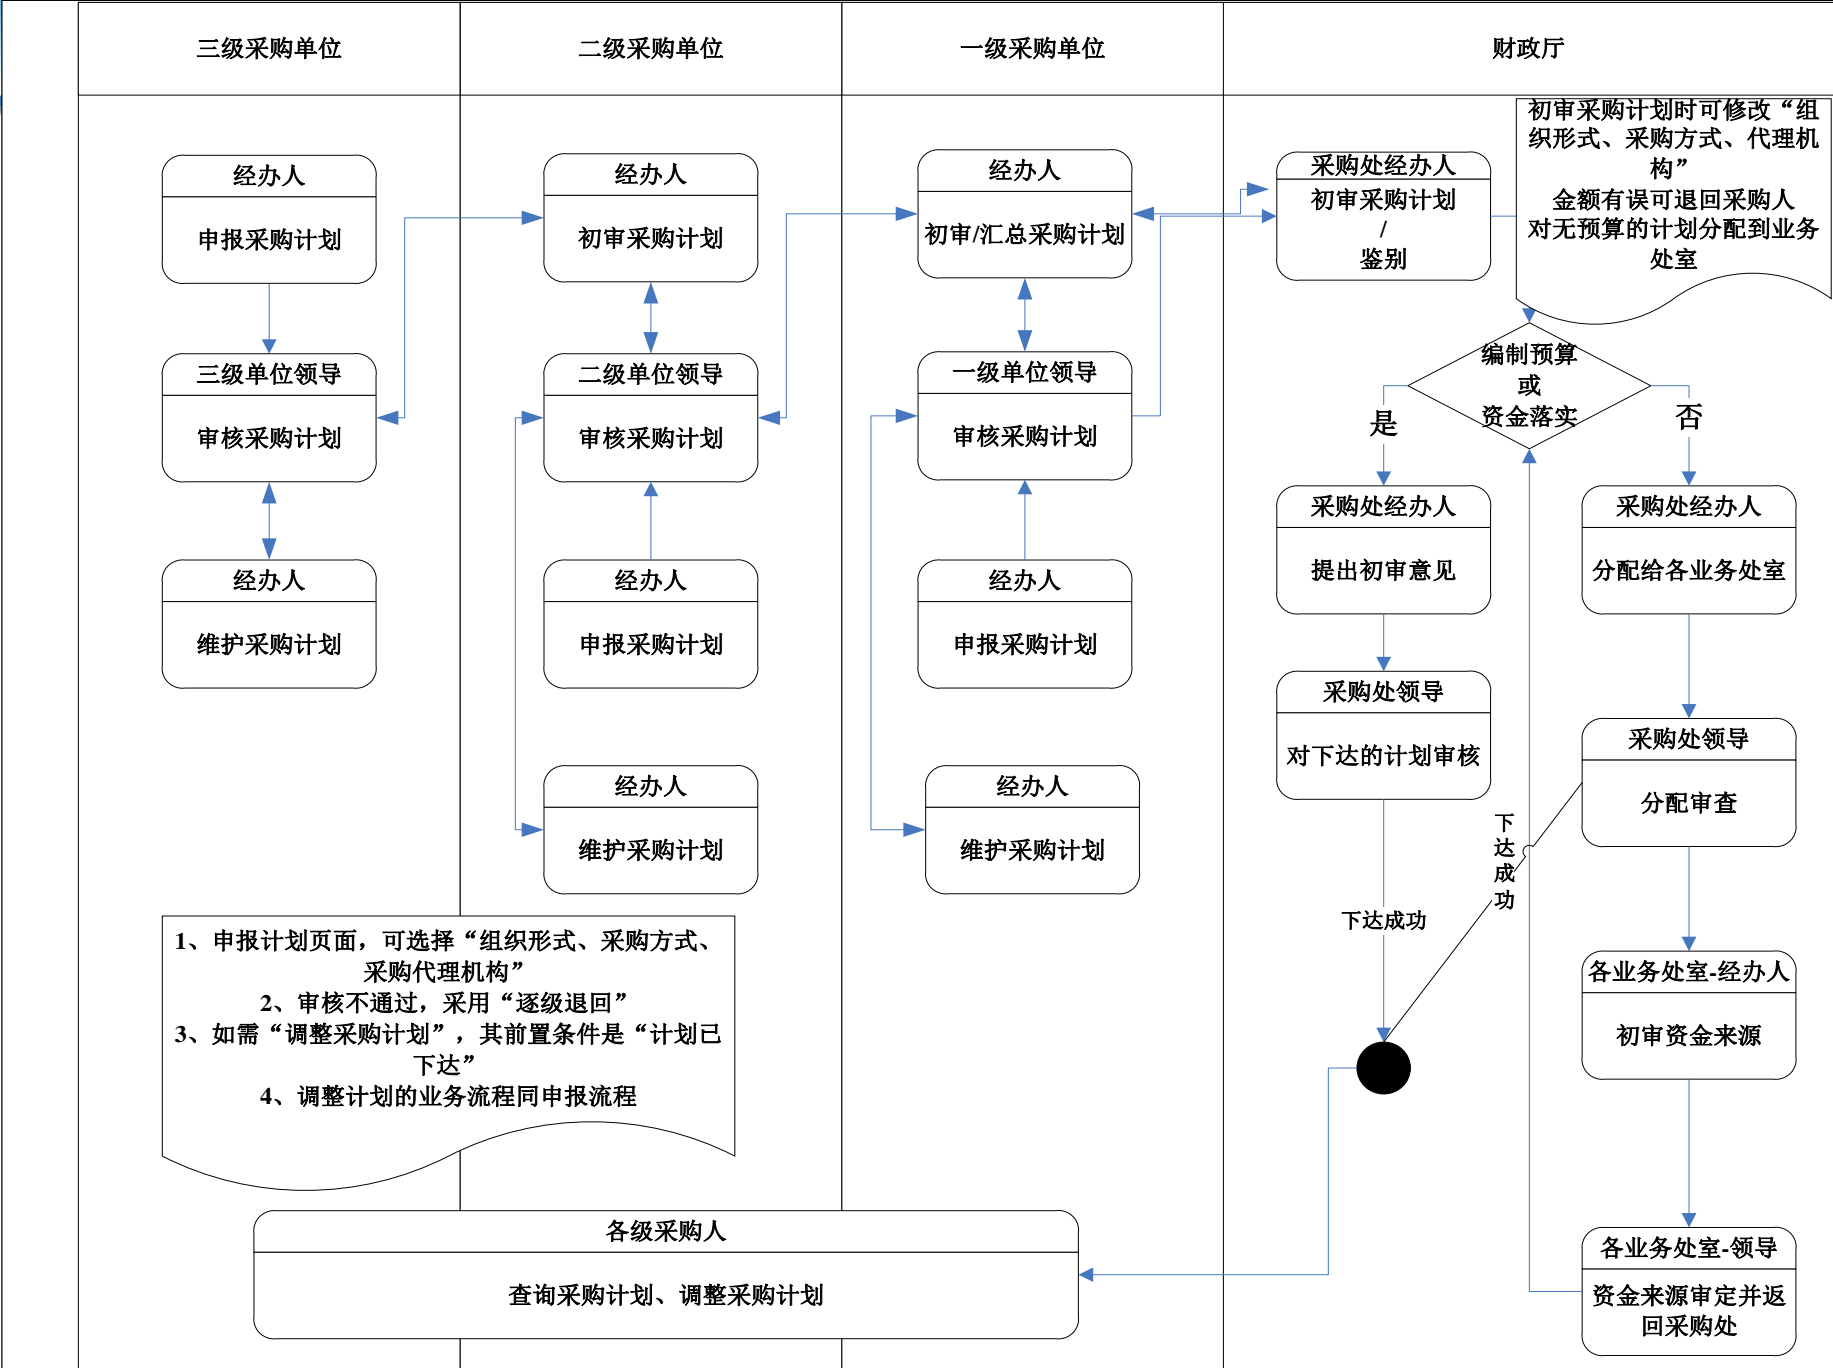 三级采购单位
二级采购单位
一级采购单位
财政厅
经办人
申报采购计划
三级单位领导
审核采购计划
经办人
维护采购计划
经办人
初审采购计划
二级单位领导
审核采购计划
经办人
申报采购计划
经办人
维护采购计划
经办人
初审/汇总采购计划
一级单位领导
审核采购计划
经办人
申报采购计划
经办人
维护采购计划
采购处经办人
初审采购计划
/
鉴别
初审采购计划时可修改“组
织形式、采购方式、代理机
构”
金额有误可退回采购人
对无预算的计划分配到业务
处室
编制预算
或
资金落实
是
否
采购处经办人
提出初审意见
采购处领导
对下达的计划审核
下达成功
采购处经办人
分配给各业务处室
采购处领导
分配审查
下
达
成
功
各业务处室-经办人
初审资金来源
各业务处室-领导
资金来源审定并返
回采购处
1、申报计划页面，可选择“组织形式、采购方式、
采购代理机构”
2、审核不通过，采用“逐级退回”
3、如需“调整采购计划”，其前置条件是“计划已
下达”
4、调整计划的业务流程同申报流程
各级采购人
查询采购计划、调整采购计划